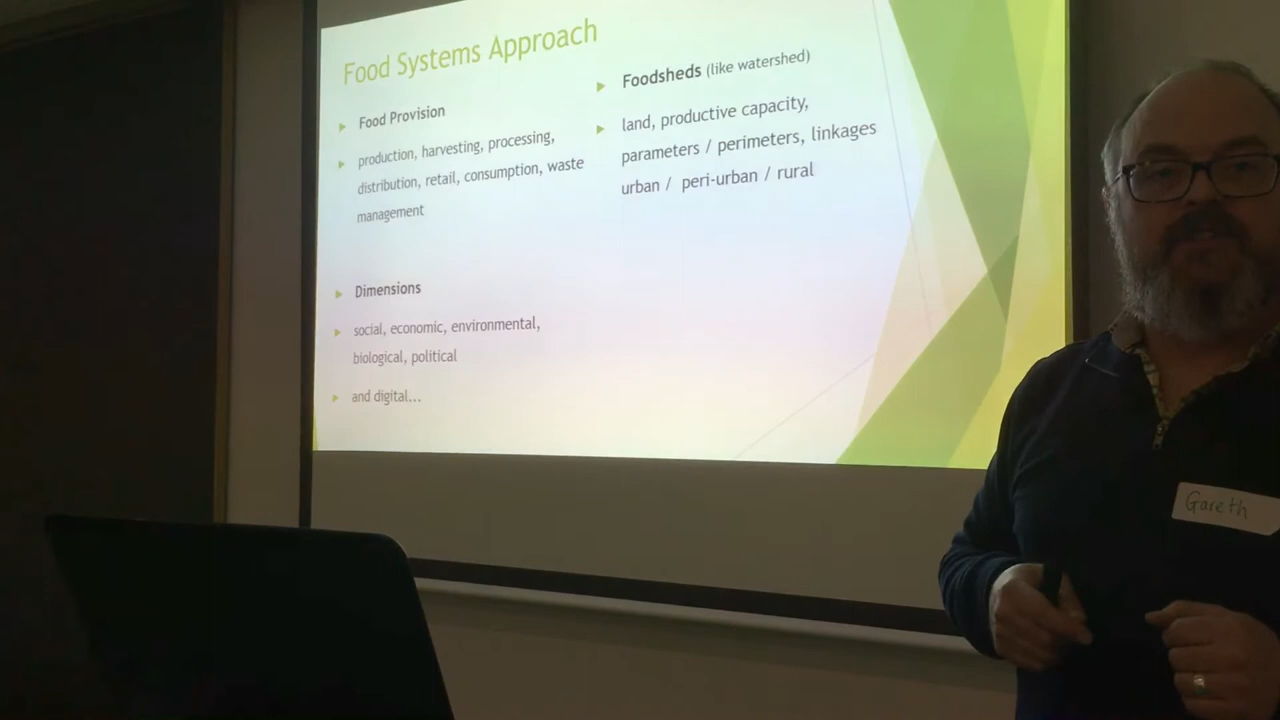 Food Systems Approach
Food Provision
production, harvesting, processing,
distribution, retail, consumption, waste
management
Dimensions
social, economic, environmental,
biological, political
and digital...
Foodsheds (like watershed)
land, productive capacity,
parameters / perimeters, linkages
urban / peri-urban / rural
Gareth